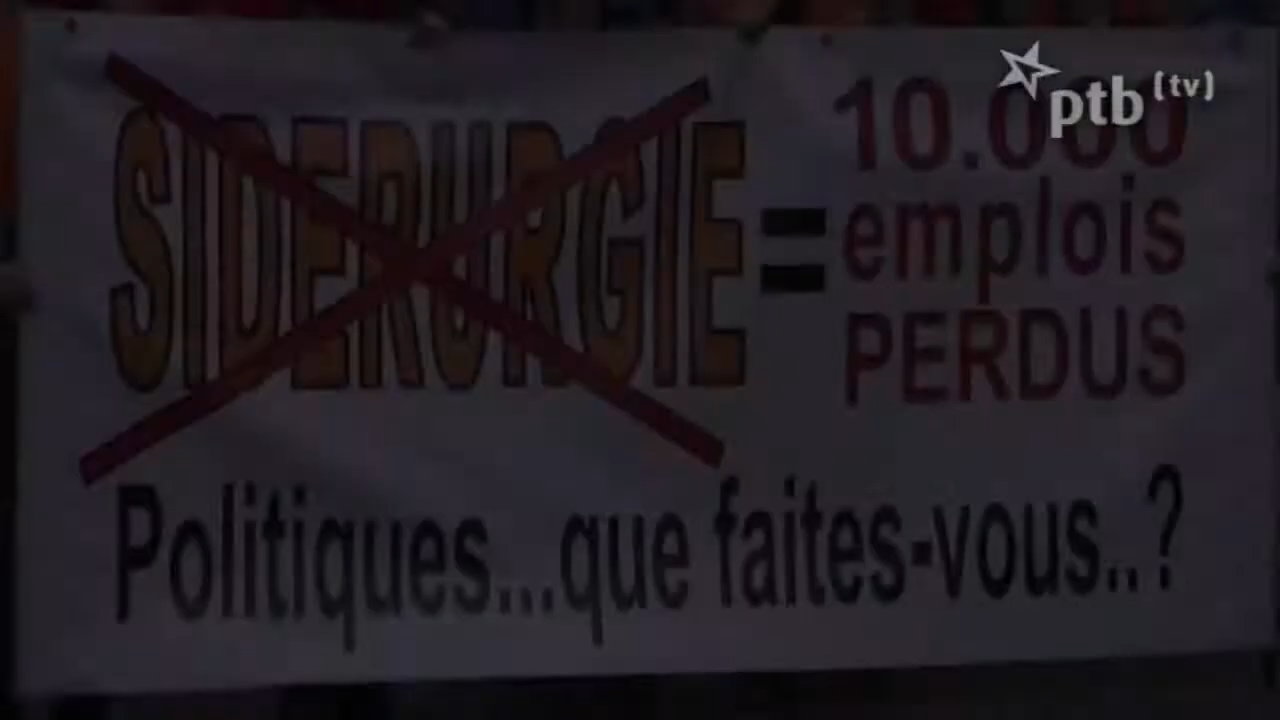 SIDERURGIE = 10.000
emplois
PERDUS
Politiques...que faites-vous..?
ptb (tv)